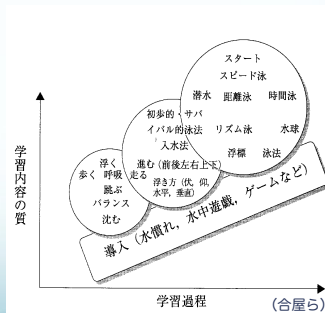 スタート
スピード泳
潜水 距離泳 時間泳
リズム泳 水球
浮標 泳法
初歩的・サバ
イバル的泳法
入水法
進む(前後左右上下)
浮き方(伏, 仰,
水平, 垂直)
浮く
歩く 呼吸 走る
跳ぶ
バランス
沈む
導入(水慣れ, 水中遊戯, ゲームなど)
学習内容の質
学習過程
(合屋ら)